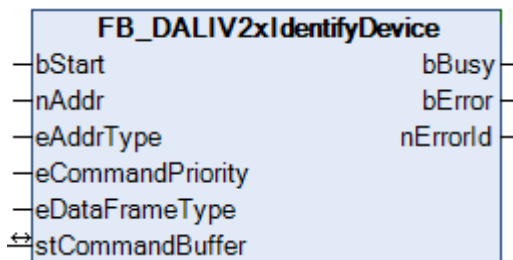 FB_DALIV2xIdentifyDevice
bStart bBusy
nAddr bError
eAddrType nErrorId
eCommandPriority
eDataFrameType
stCommandBuffer